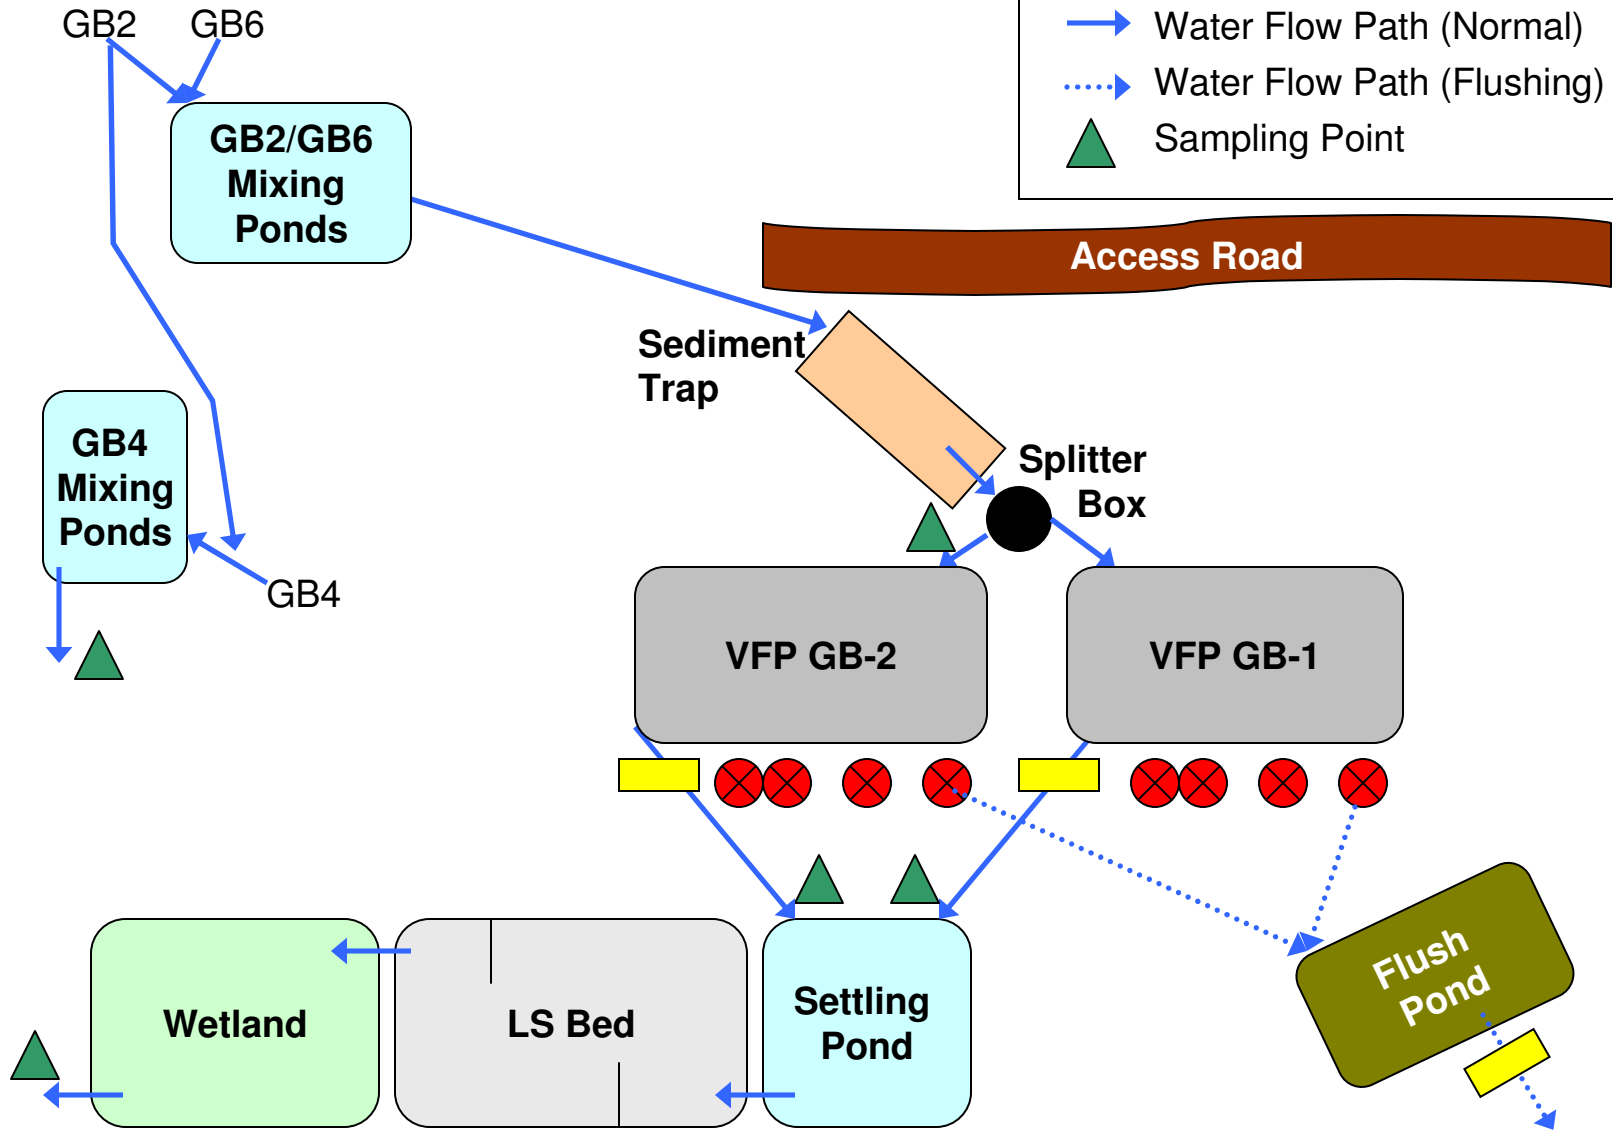 GB2 GB6
Water Flow Path (Normal)
Water Flow Path (Flushing)
Sampling Point
GB2/GB6
Mixing
Ponds
Access Road
Sediment
Trap
Splitter
Box
GB4
Mixing
Ponds
GB4
VFP GB-2
VFP GB-1
Flush
Pond
Wetland
LS Bed
Settling
Pond